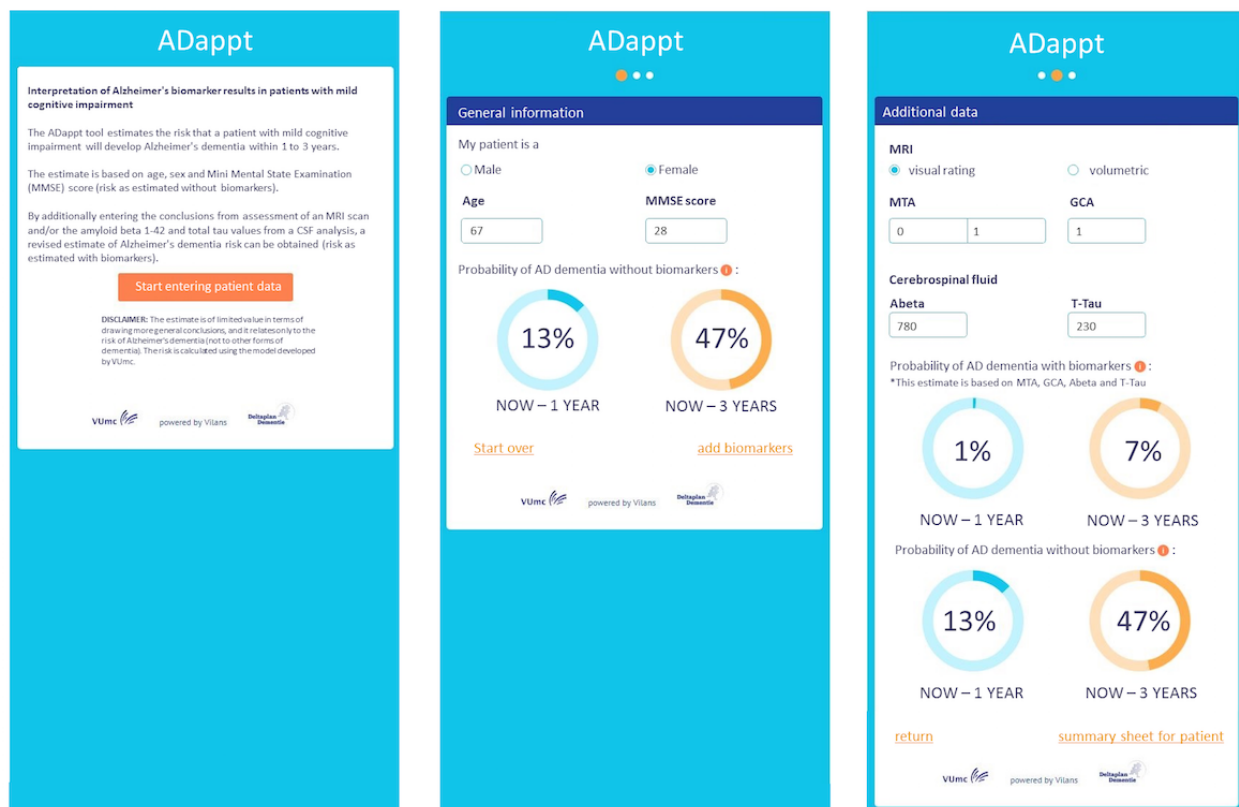 ADappt
Interpretation of Alzheimer's biomarker results in patients with mild
cognitive impairment
The ADappt tool estimates the risk that a patient with mild cognitive
impairment will develop Alzheimer's dementia within 1 to 3 years.
The estimate is based on age, sex and Mini Mental State Examination
(MMSE) score (risk as estimated without biomarkers).
By additionally entering the conclusions from assessment of an MRI scan
and/or the amyloid beta 1-42 and total tau values from a CSF analysis, a
revised estimate of Alzheimer's dementia risk can be obtained (risk as
estimated with biomarkers).
Start entering patient data
DISCLAIMER: The estimate is of limited value in terms of
drawing more general conclusions, and it relates only to the
risk of Alzheimer's dementia (not to other forms of
dementia). The risk is calculated using the model developed
by VUmc.
VUmc powered by Vilans Deltaplan
Dementie
ADappt
General information
My patient is a
Male Female
Age MMSE score
67 28
Probability of AD dementia without biomarkers i :
13% 47%
NOW – 1 YEAR NOW – 3 YEARS
Start over add biomarkers
VUmc powered by Vilans Deltaplan
Dementie
ADappt
Additional data
MRI
visual rating volumetric
MTA GCA
0 1 1
Cerebrospinal fluid
Abeta T-Tau
780 230
Probability of AD dementia with biomarkers i :
*This estimate is based on MTA, GCA, Abeta and T-Tau
1% 7%
NOW – 1 YEAR NOW – 3 YEARS
Probability of AD dementia without biomarkers i :
13% 47%
NOW – 1 YEAR NOW – 3 YEARS
return summary sheet for patient
VUmc powered by Vilans Deltaplan
Dementie